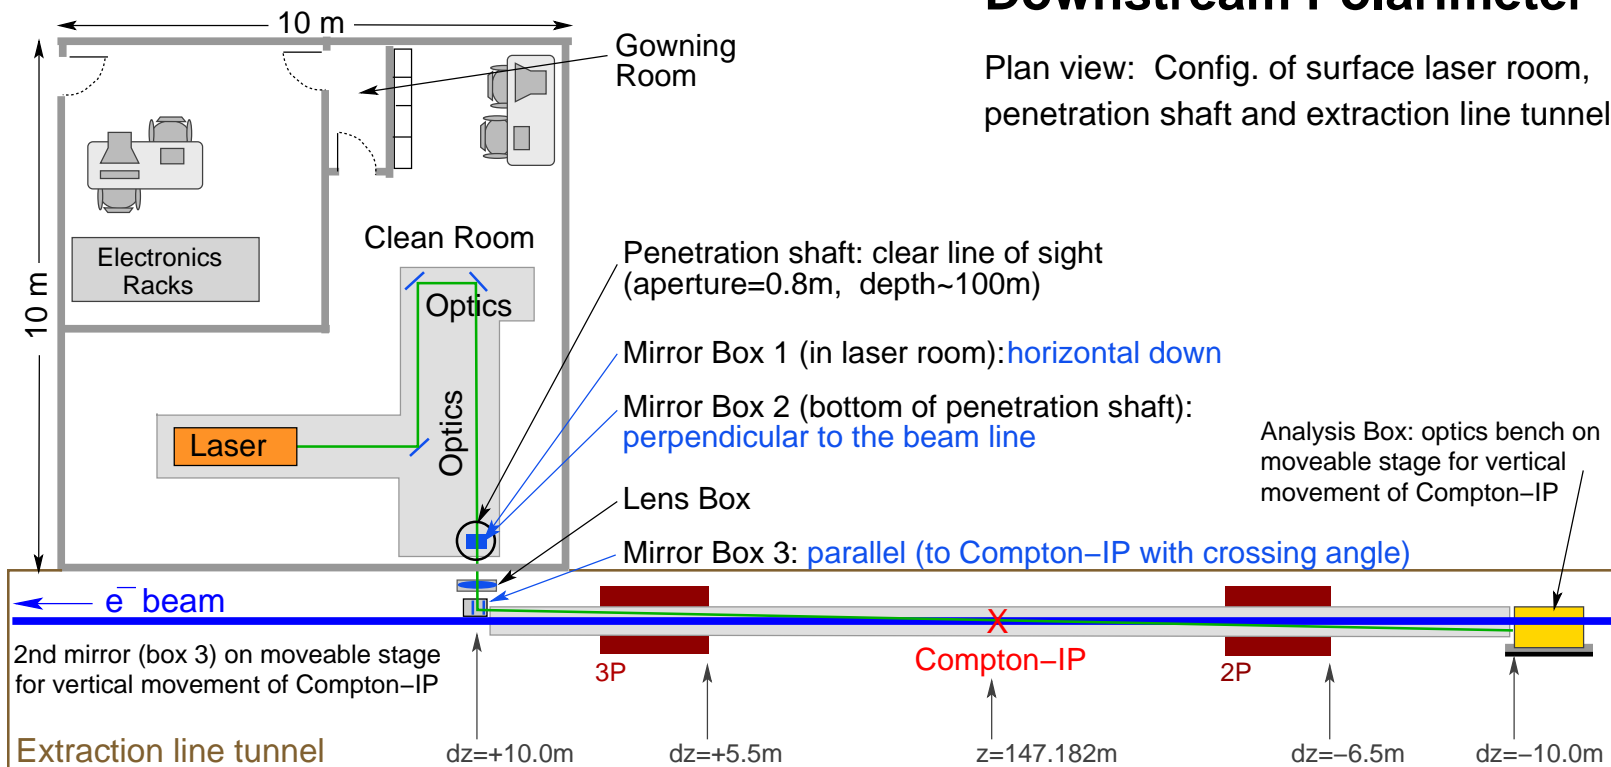 Downstream Polarimeter
Plan view: Config. of surface laser room,
penetration shaft and extraction line tunnel
10 m
10 m
Gowning
Room
Electronics
Racks
Clean Room
Optics
Optics
Laser
Penetration shaft: clear line of sight
(aperture=0.8m, depth~100m)
Mirror Box 1 (in laser room): horizontal down
Mirror Box 2 (bottom of penetration shaft):
perpendicular to the beam line
Lens Box
Mirror Box 3: parallel (to Compton−IP with crossing angle)
Analysis Box: optics bench on
moveable stage for vertical
movement of Compton−IP
e⁻ beam
2nd mirror (box 3) on moveable stage
for vertical movement of Compton−IP
3P
X
Compton−IP
2P
Extraction line tunnel
dz=+10.0m
dz=+5.5m
z=147.182m
dz=−6.5m
dz=−10.0m